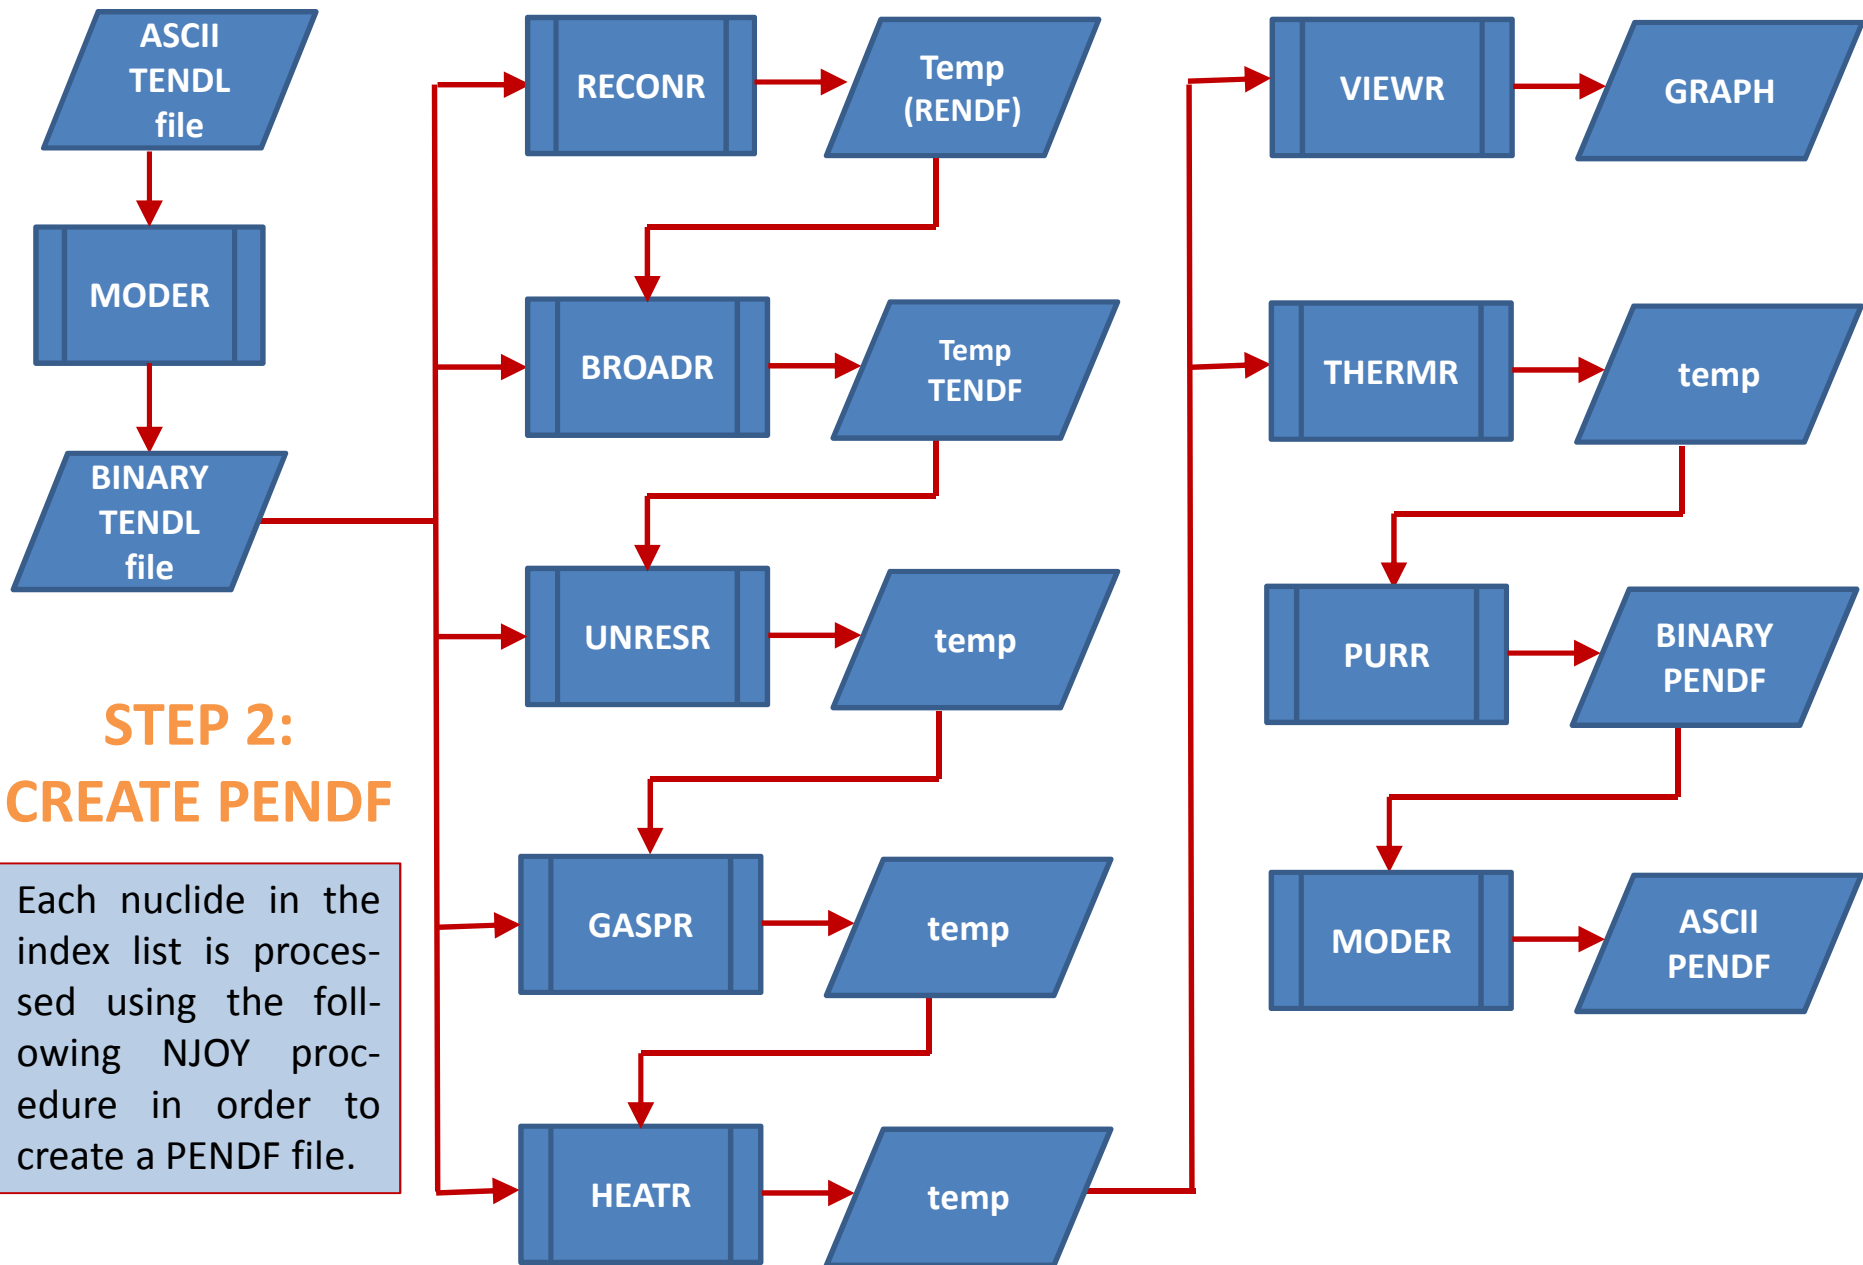 ASCII
TENDL
file
MODER
BINARY
TENDL
file
STEP 2:
CREATE PENDF
Each nuclide in the
index list is proces-
sed using the foll-
owing NJOY proc-
edure in order to
create a PENDF file.
RECONR
Temp
(RENDF)
BROADR
Temp
TENDF
UNRESR
temp
GASPR
temp
HEATR
temp
VIEWR
GRAPH
THERMR
temp
PURR
BINARY
PENDF
MODER
ASCII
PENDF